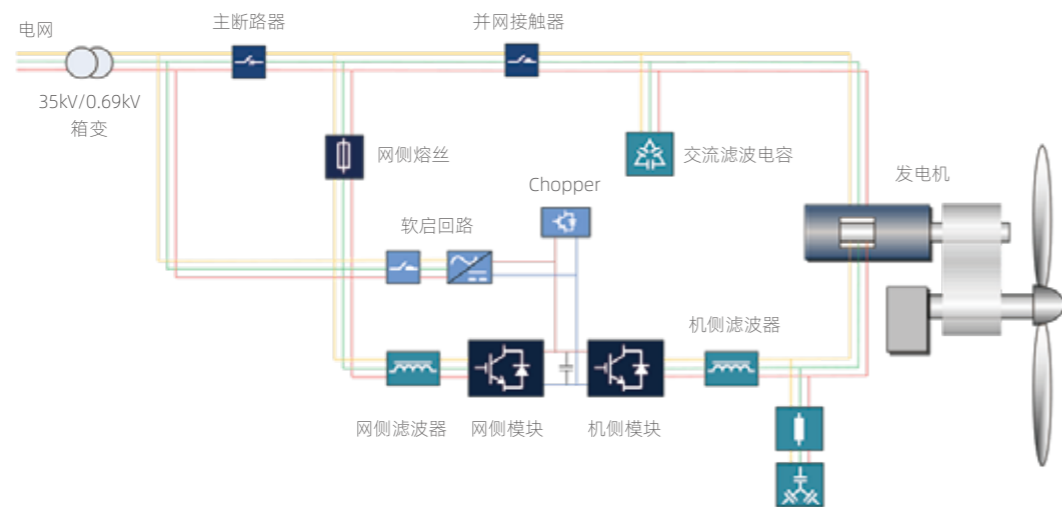 电网
主断路器
并网接触器
35kV/0.69kV
箱变
网侧熔丝
交流滤波电容
发电机
Chopper
软启回路
机侧滤波器
网侧滤波器
网侧模块
机侧模块